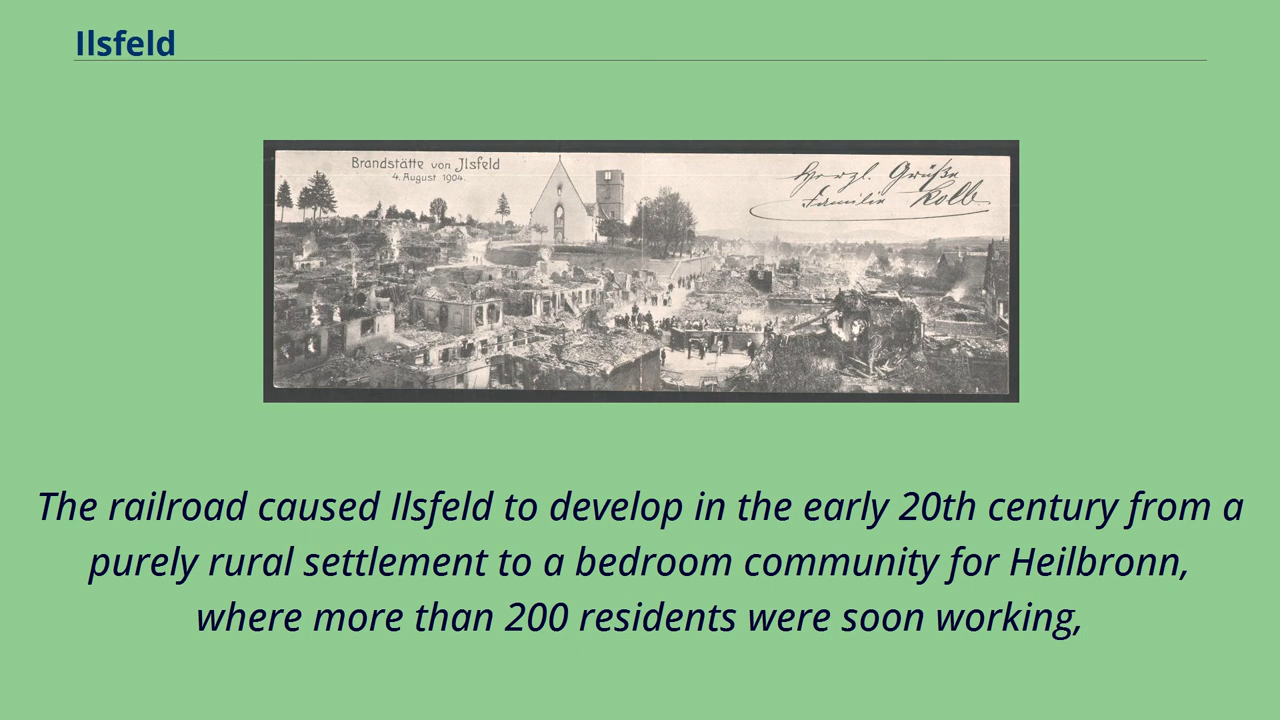 Ilsfeld
Brandstätte von Jlsfeld
4. August 1904.
Herzl. Grüße
Familie Kolb
The railroad caused Ilsfeld to develop in the early 20th century from a
purely rural settlement to a bedroom community for Heilbronn,
where more than 200 residents were soon working,